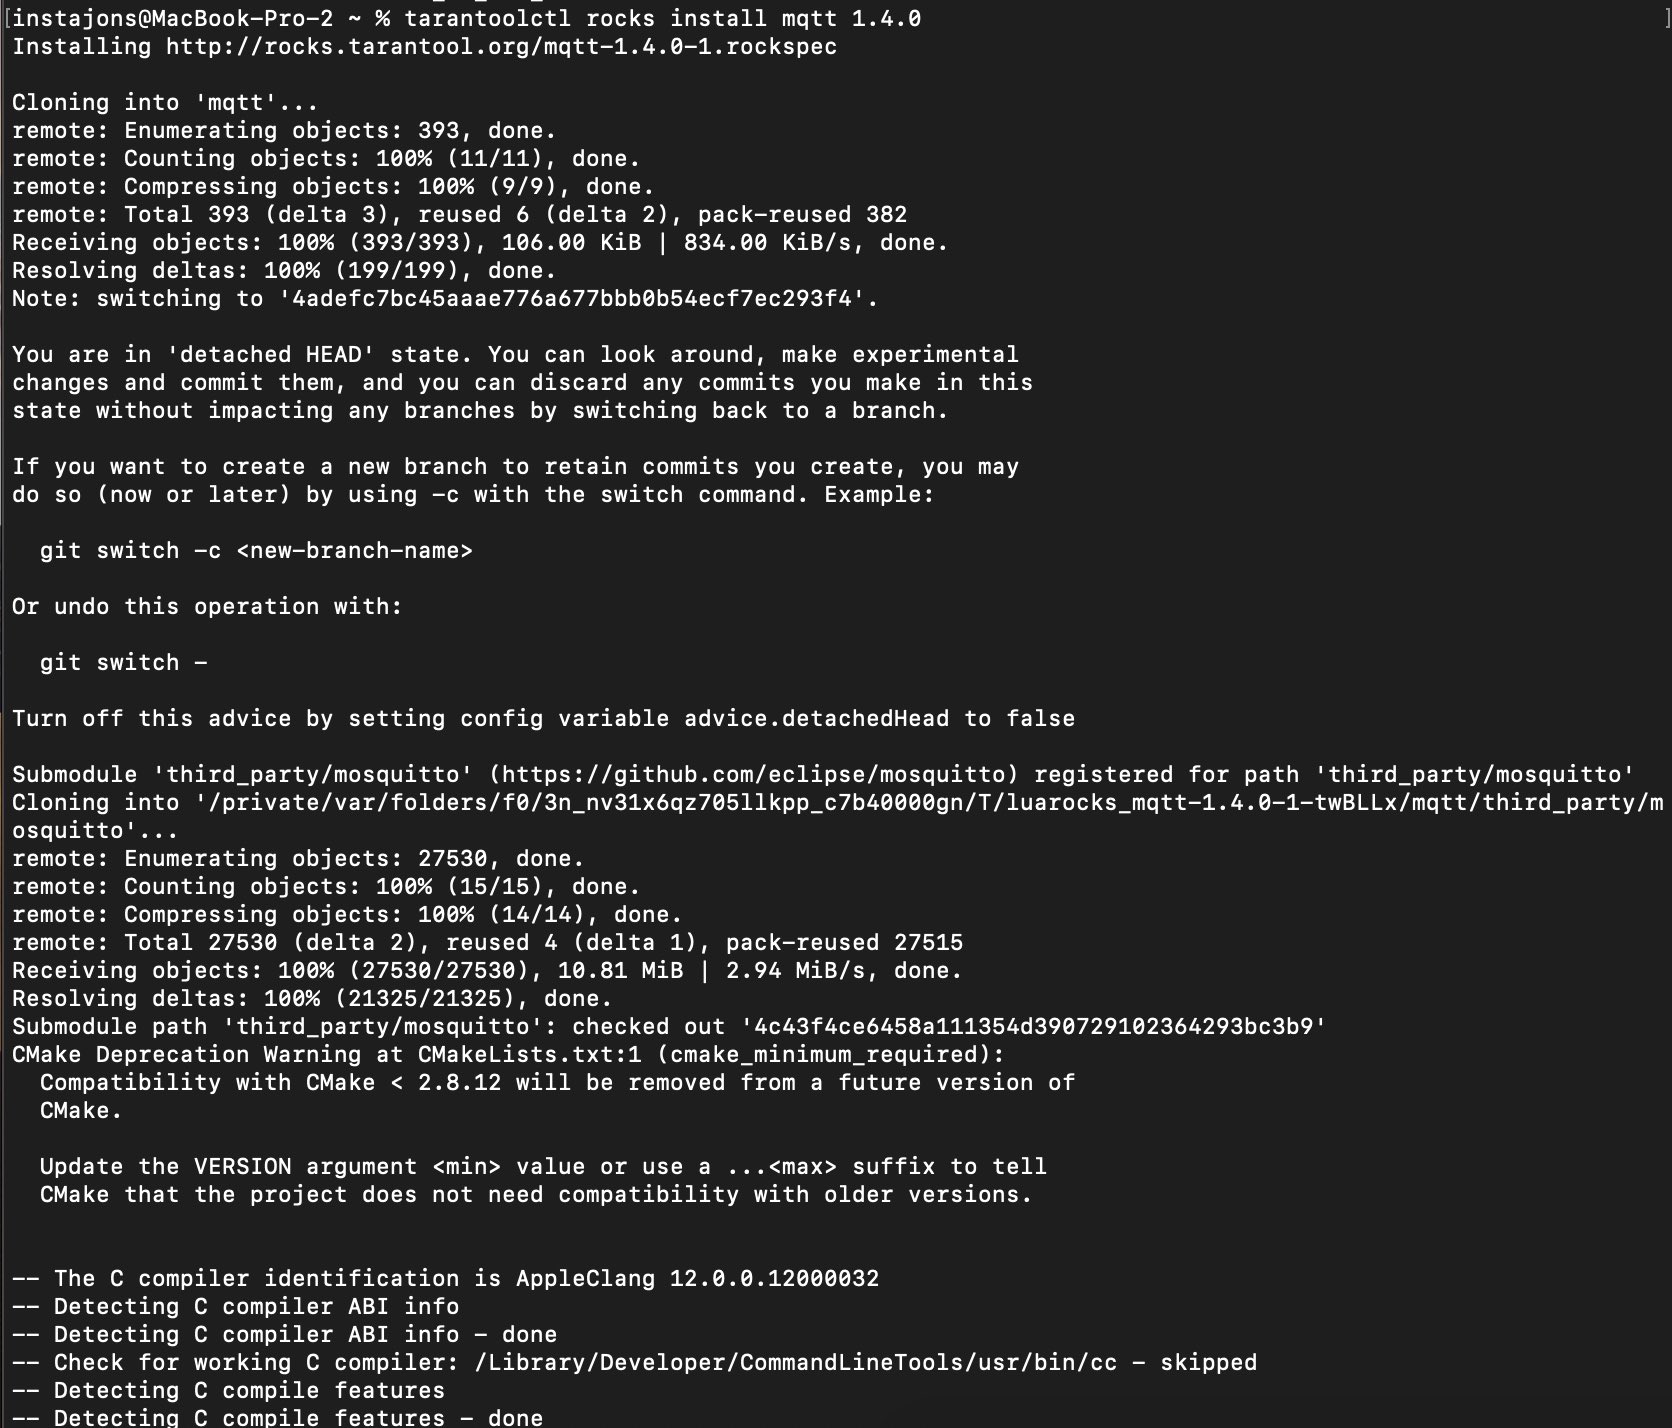 [instajons@MacBook-Pro-2 ~ % tarantoolctl rocks install mqtt 1.4.0 ]
Installing http://rocks.tarantool.org/mqtt-1.4.0-1.rockspec
Cloning into 'mqtt'...
remote: Enumerating objects: 393, done.
remote: Counting objects: 100% (11/11), done.
remote: Compressing objects: 100% (9/9), done.
remote: Total 393 (delta 3), reused 6 (delta 2), pack-reused 382
Receiving objects: 100% (393/393), 106.00 KiB | 834.00 KiB/s, done.
Resolving deltas: 100% (199/199), done.
Note: switching to '4adefc7bc45aaae776a677bbb0b54ecf7ec293f4'.
You are in 'detached HEAD' state. You can look around, make experimental
changes and commit them, and you can discard any commits you make in this
state without impacting any branches by switching back to a branch.
If you want to create a new branch to retain commits you create, you may
do so (now or later) by using -c with the switch command. Example:
git switch -c <new-branch-name>
Or undo this operation with:
git switch -
Turn off this advice by setting config variable advice.detachedHead to false
Submodule 'third_party/mosquitto' (https://github.com/eclipse/mosquitto) registered for path 'third_party/mosquitto'
Cloning into '/private/var/folders/f0/3n_nv31x6qz705llkpp_c7b40000gn/T/luarocks_mqtt-1.4.0-1-twBLLx/mqtt/third_party/m
osquitto'...
remote: Enumerating objects: 27530, done.
remote: Counting objects: 100% (15/15), done.
remote: Compressing objects: 100% (14/14), done.
remote: Total 27530 (delta 2), reused 4 (delta 1), pack-reused 27515
Receiving objects: 100% (27530/27530), 10.81 MiB | 2.94 MiB/s, done.
Resolving deltas: 100% (21325/21325), done.
Submodule path 'third_party/mosquitto': checked out '4c43f4ce6458a111354d390729102364293bc3b9'
CMake Deprecation Warning at CMakeLists.txt:1 (cmake_minimum_required):
Compatibility with CMake < 2.8.12 will be removed from a future version of
CMake.
Update the VERSION argument <min> value or use a ...<max> suffix to tell
CMake that the project does not need compatibility with older versions.
-- The C compiler identification is AppleClang 12.0.0.12000032
-- Detecting C compiler ABI info
-- Detecting C compiler ABI info - done
-- Check for working C compiler: /Library/Developer/CommandLineTools/usr/bin/cc - skipped
-- Detecting C compile features
-- Detecting C compile features - done